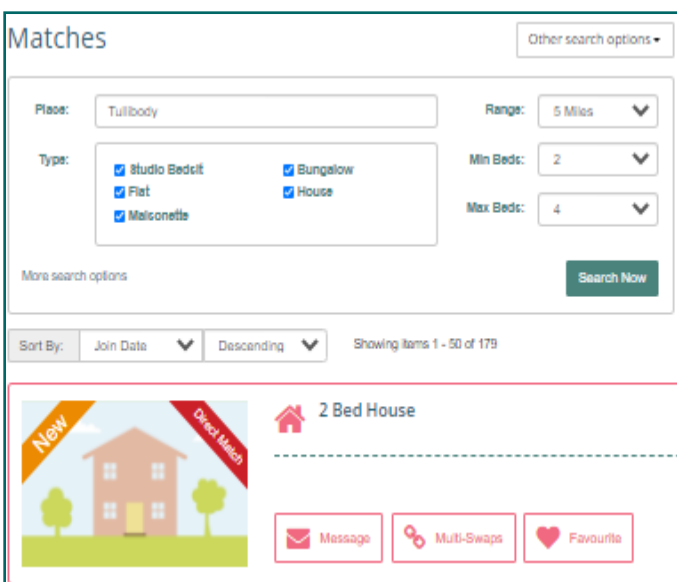 Matches
Other search options
Place: Tullibody Range: 5 Miles
Type: Studio Bedsit Bungalow Min Beds: 2
Flat House
Maisonette Max Beds: 4
More search options Search Now
Sort By: Join Date Descending Showing items 1 - 50 of 179
New Direct Match 2 Bed House
Message Multi-Swaps Favourite